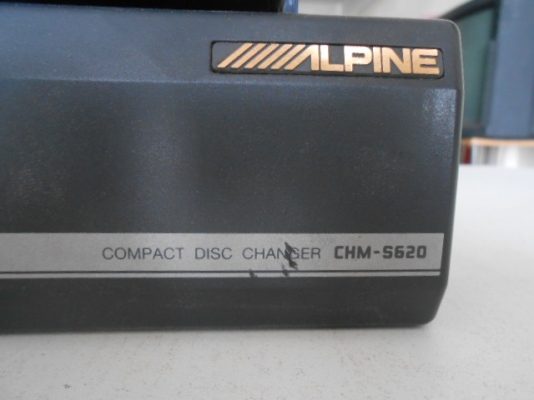 ALPINE
COMPACT DISC CHANGER CHM-S620